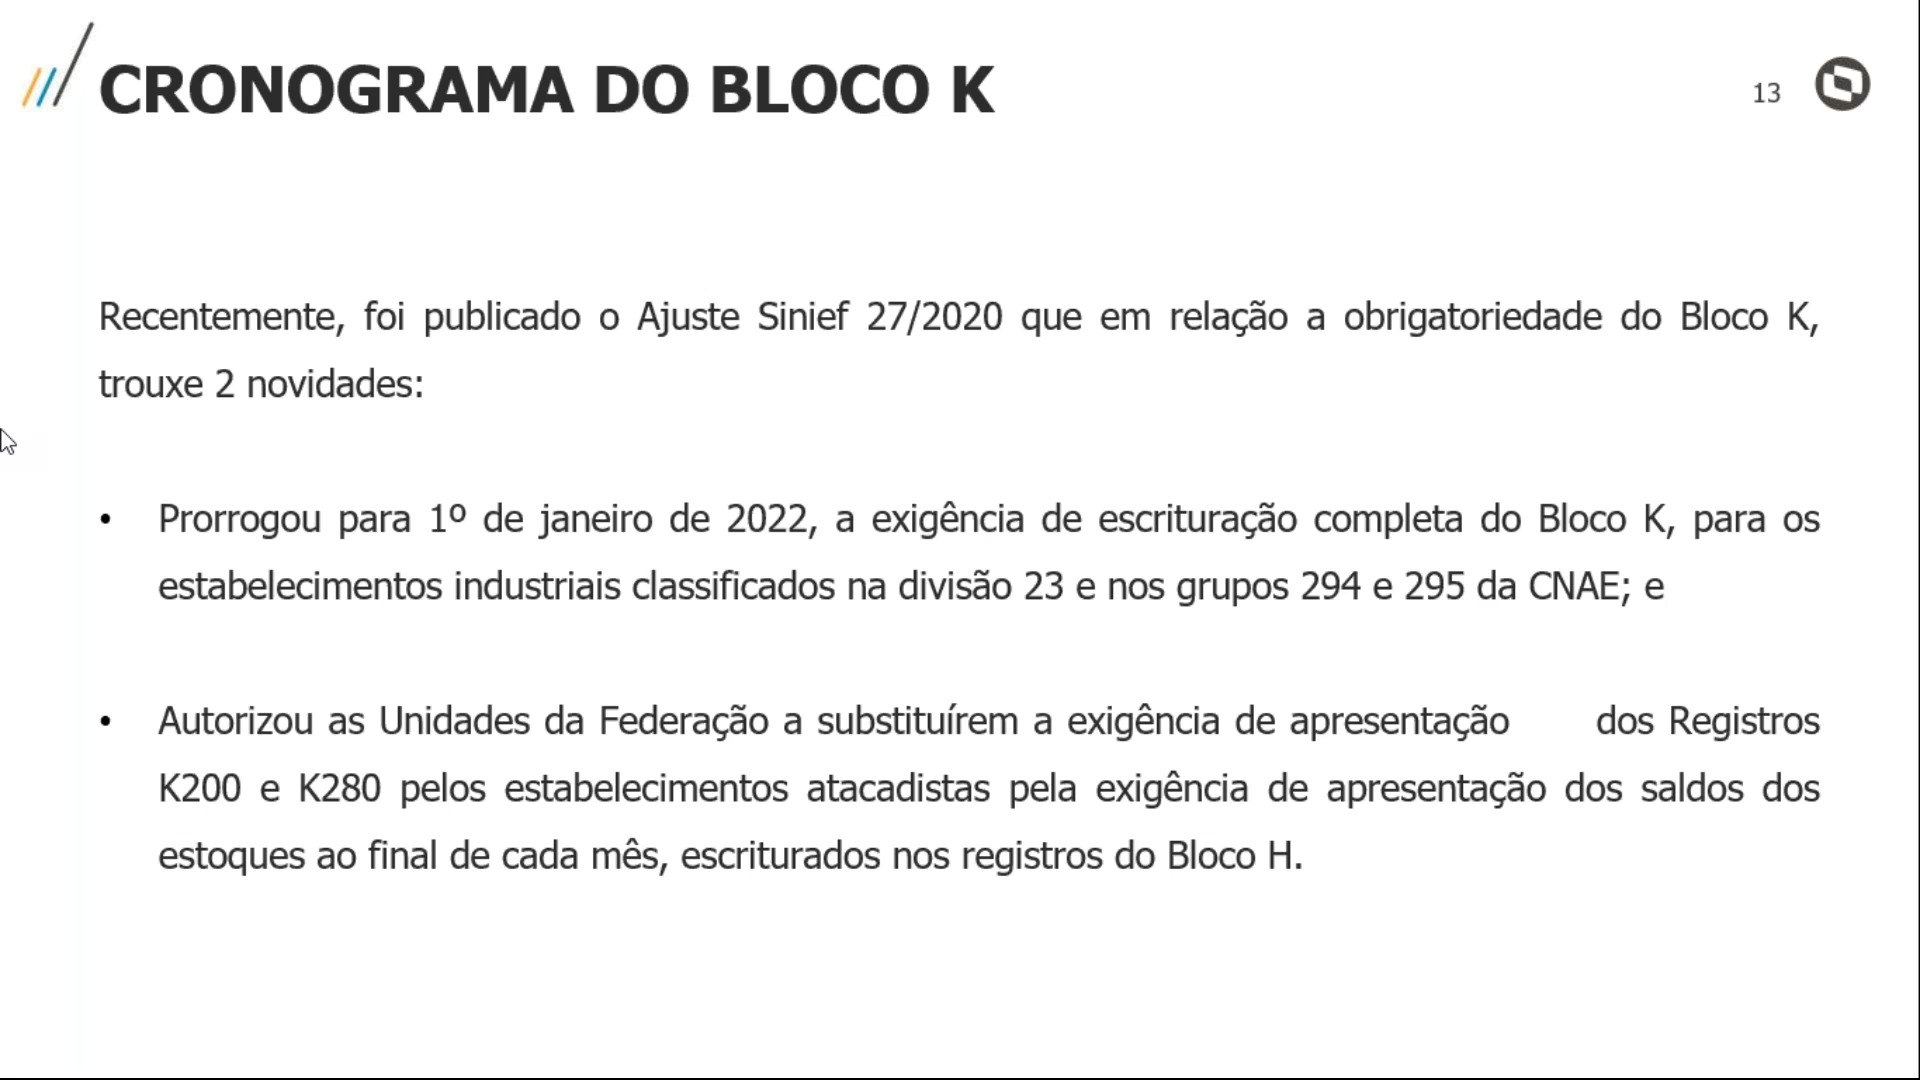 CRONOGRAMA DO BLOCO K
13
Recentemente, foi publicado o Ajuste Sinief 27/2020 que em relação a obrigatoriedade do Bloco K,
trouxe 2 novidades:
• Prorrogou para 1º de janeiro de 2022, a exigência de escrituração completa do Bloco K, para os
estabelecimentos industriais classificados na divisão 23 e nos grupos 294 e 295 da CNAE; e
• Autorizou as Unidades da Federação a substituírem a exigência de apresentação dos Registros
K200 e K280 pelos estabelecimentos atacadistas pela exigência de apresentação dos saldos dos
estoques ao final de cada mês, escriturados nos registros do Bloco H.